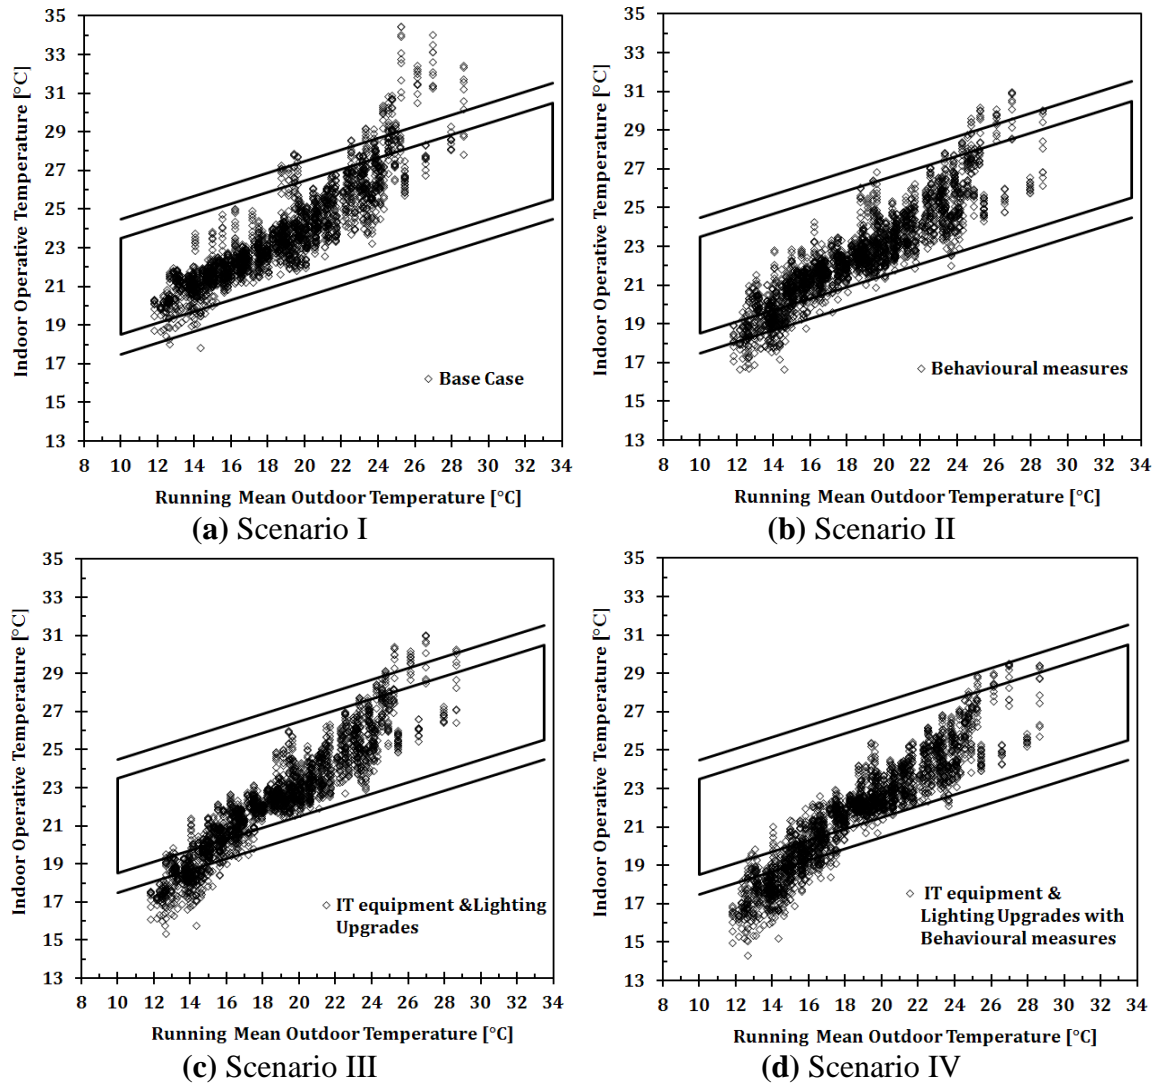 35
33
31
29
27
25
23
21
19
17
15
13
Indoor Operative Temperature [°C]
Base Case
8 10 12 14 16 18 20 22 24 26 28 30 32 34
Running Mean Outdoor Temperature [°C]
(a) Scenario I
35
33
31
29
27
25
23
21
19
17
15
13
Indoor Operative Temperature [°C]
Behavioural measures
8 10 12 14 16 18 20 22 24 26 28 30 32 34
Running Mean Outdoor Temperature [°C]
(b) Scenario II
35
33
31
29
27
25
23
21
19
17
15
13
Indoor Operative Temperature [°C]
IT equipment &Lighting
Upgrades
8 10 12 14 16 18 20 22 24 26 28 30 32 34
Running Mean Outdoor Temperature [°C]
(c) Scenario III
35
33
31
29
27
25
23
21
19
17
15
13
Indoor Operative Temperature [°C]
IT equipment &
Lighting Upgrades with
Behavioural measures
8 10 12 14 16 18 20 22 24 26 28 30 32 34
Running Mean Outdoor Temperature [°C]
(d) Scenario IV